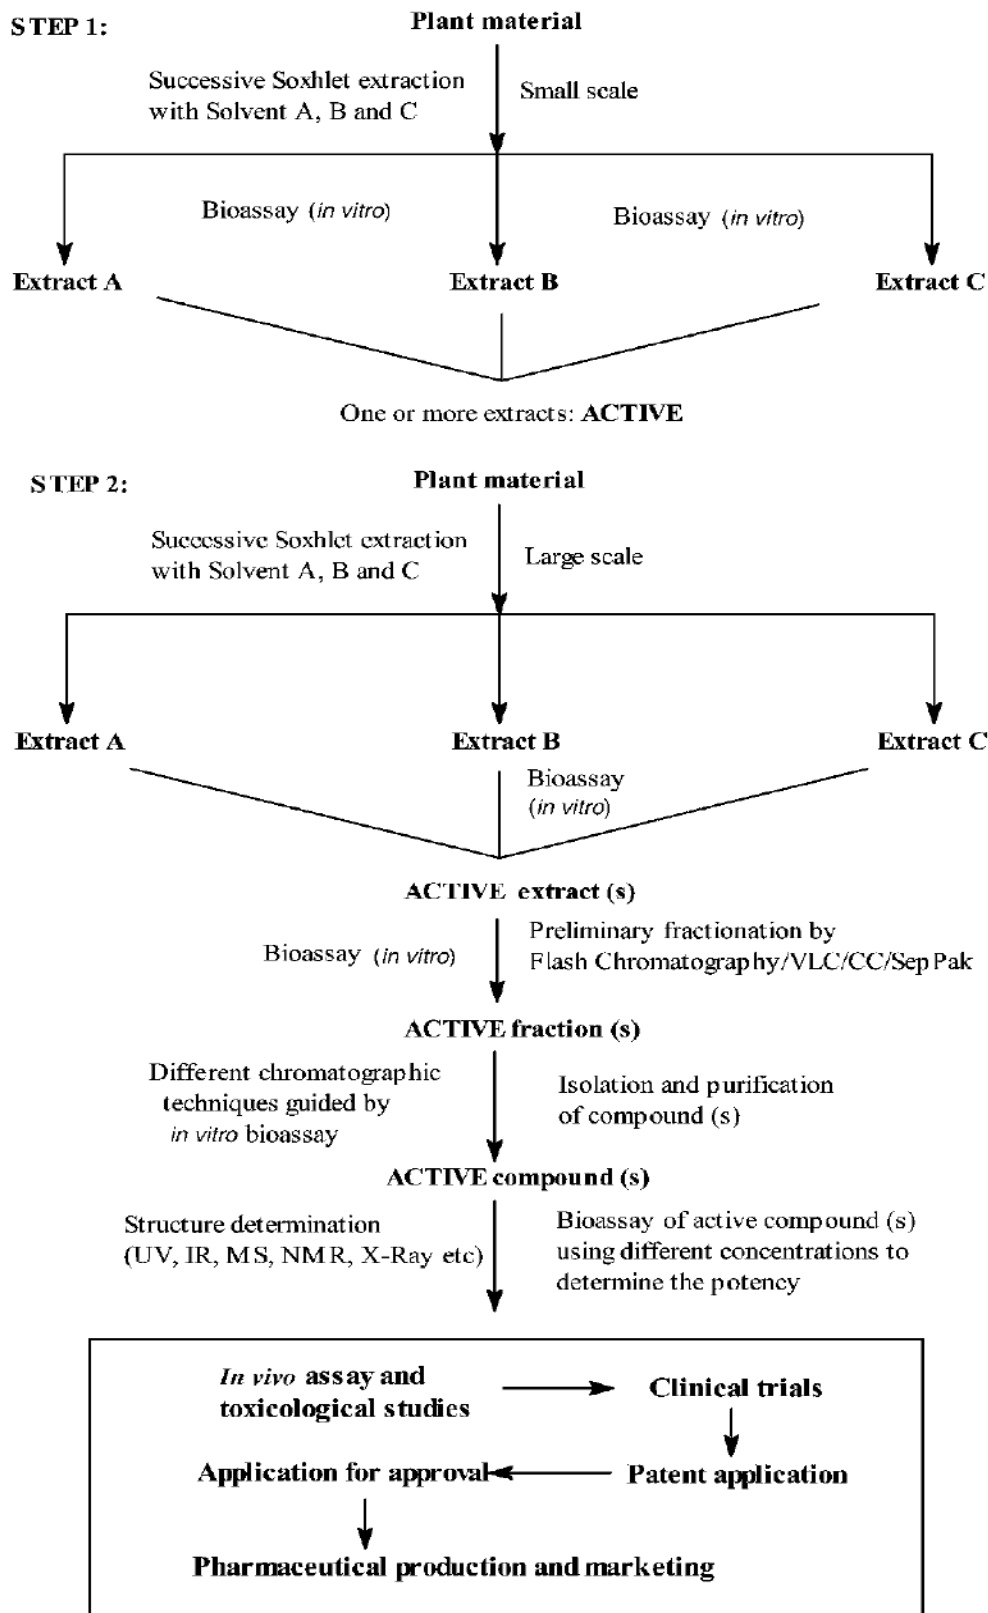 STEP 1:
Plant material
Successive Soxhlet extraction
with Solvent A, B and C
Small scale
Bioassay (in vitro)
Bioassay (in vitro)
Extract A
Extract B
Extract C
One or more extracts: ACTIVE
STEP 2:
Plant material
Successive Soxhlet extraction
with Solvent A, B and C
Large scale
Extract A
Extract B
Extract C
Bioassay
(in vitro)
ACTIVE extract (s)
Bioassay (in vitro)
Preliminary fractionation by
Flash Chromatography/VLC/CC/SepPak
ACTIVE fraction (s)
Different chromatographic
techniques guided by
in vitro bioassay
Isolation and purification
of compound (s)
ACTIVE compound (s)
Structure determination
(UV, IR, MS, NMR, X-Ray etc)
Bioassay of active compound (s)
using different concentrations to
determine the potency
In vivo assay and
toxicological studies
Clinical trials
Application for approval
Patent application
Pharmaceutical production and marketing